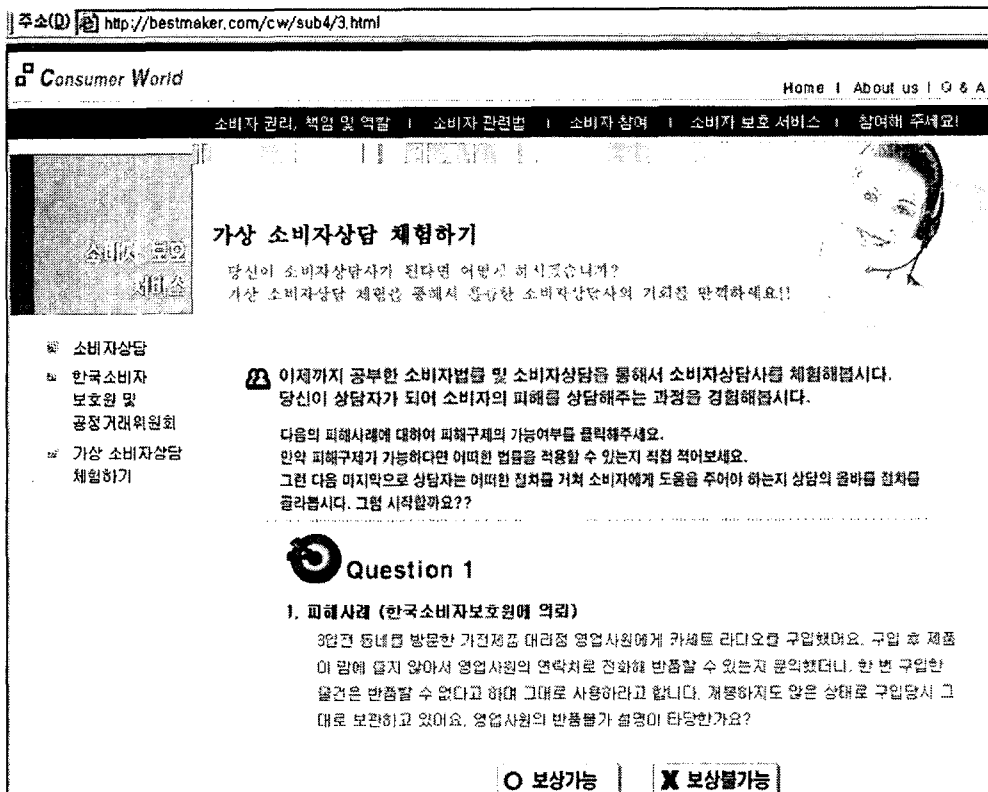 주소(D) http://bestmaker.com/cw/sub4/3.html
Consumer World
Home | About us | Q & A
소비자 권리, 책임 및 역할 | 소비자 관련법 | 소비자 참여 | 소비자 보호 서비스 | 참여해 주세요!
소비자 보호
서비스
가상 소비자상담 체험하기
당신이 소비자상담사가 된다면 어떻게 하시겠습니까?
가상 소비자상담 체험을 통해서 훌륭한 소비자상담사의 기회를 만끽하세요!!
소비자상담
한국소비자
보호원 및
공정거래위원회
가상 소비자상담
체험하기
이제까지 공부한 소비자법률 및 소비자상담을 통해서 소비자상담사를 체험해봅시다.
당신이 상담자가 되어 소비자의 피해를 상담해주는 과정을 경험해봅시다.
다음의 피해사례에 대하여 피해구제의 가능여부를 클릭해주세요.
만약 피해구제가 가능하다면 어떠한 법률을 적용할 수 있는지 직접 적어보세요.
그런 다음 마지막으로 상담자는 어떠한 절차를 거쳐 소비자에게 도움을 주어야 하는지 상담의 올바를 절차를
골라봅시다. 그럼 시작할까요??
Question 1
1. 피해사례 (한국소비자보호원에 의뢰)
3일전 동네를 방문한 가전제품 대리점 영업사원에게 카세트 라디오를 구입했어요. 구입 후 제품
이 맘에 들지 않아서 영업사원의 연락처로 전화해 반품할 수 있는지 문의했더니, 한 번 구입한
물건은 반품할 수 없다고 하며 그대로 사용하라고 합니다. 개봉하지도 않은 상태로 구입당시 그
대로 보관하고 있어요. 영업사원의 반품불가 설명이 타당한가요?
O 보상가능 X 보상불가능